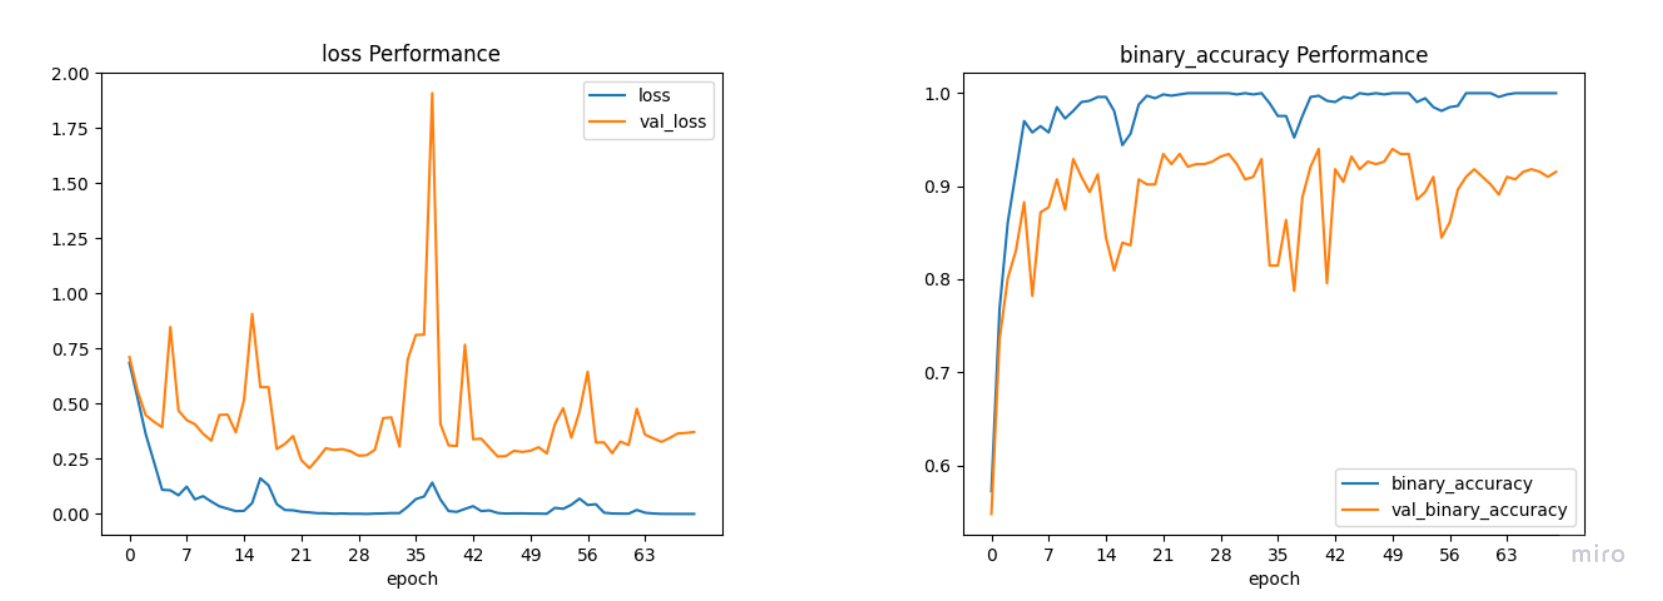 loss Performance
2.00
1.75
1.50
1.25
1.00
0.75
0.50
0.25
0.00
loss
val_loss
0 7 14 21 28 35 42 49 56 63
epoch
binary_accuracy Performance
1.0
0.9
0.8
0.7
0.6
binary_accuracy
val_binary_accuracy
0 7 14 21 28 35 42 49 56 63
epoch
miro